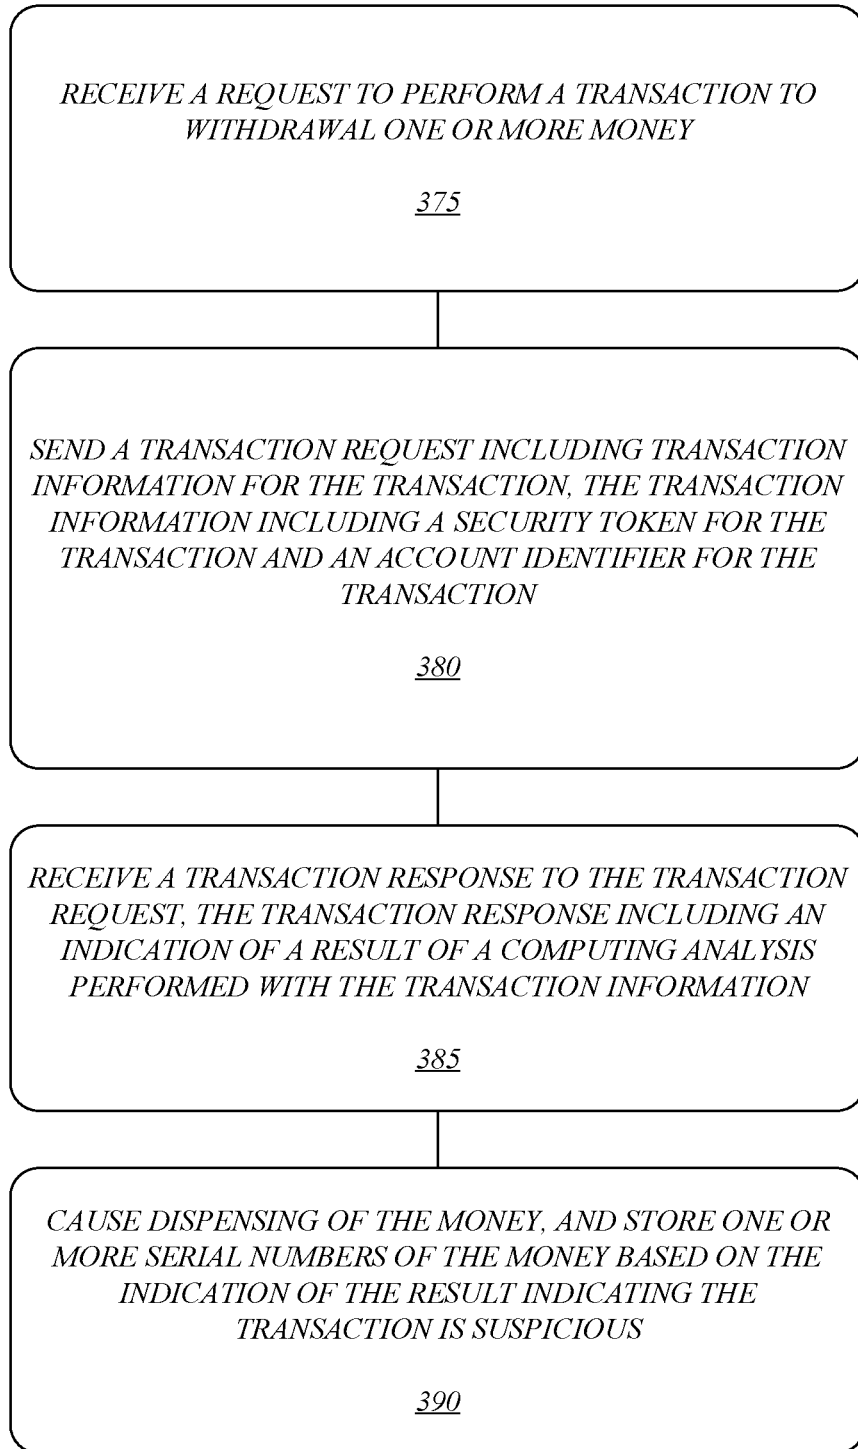 RECEIVE A REQUEST TO PERFORM A TRANSACTION TO
WITHDRAWAL ONE OR MORE MONEY
375
SEND A TRANSACTION REQUEST INCLUDING TRANSACTION
INFORMATION FOR THE TRANSACTION, THE TRANSACTION
INFORMATION INCLUDING A SECURITY TOKEN FOR THE
TRANSACTION AND AN ACCOUNT IDENTIFIER FOR THE
TRANSACTION
380
RECEIVE A TRANSACTION RESPONSE TO THE TRANSACTION
REQUEST, THE TRANSACTION RESPONSE INCLUDING AN
INDICATION OF A RESULT OF A COMPUTING ANALYSIS
PERFORMED WITH THE TRANSACTION INFORMATION
385
CAUSE DISPENSING OF THE MONEY, AND STORE ONE OR
MORE SERIAL NUMBERS OF THE MONEY BASED ON THE
INDICATION OF THE RESULT INDICATING THE
TRANSACTION IS SUSPICIOUS
390